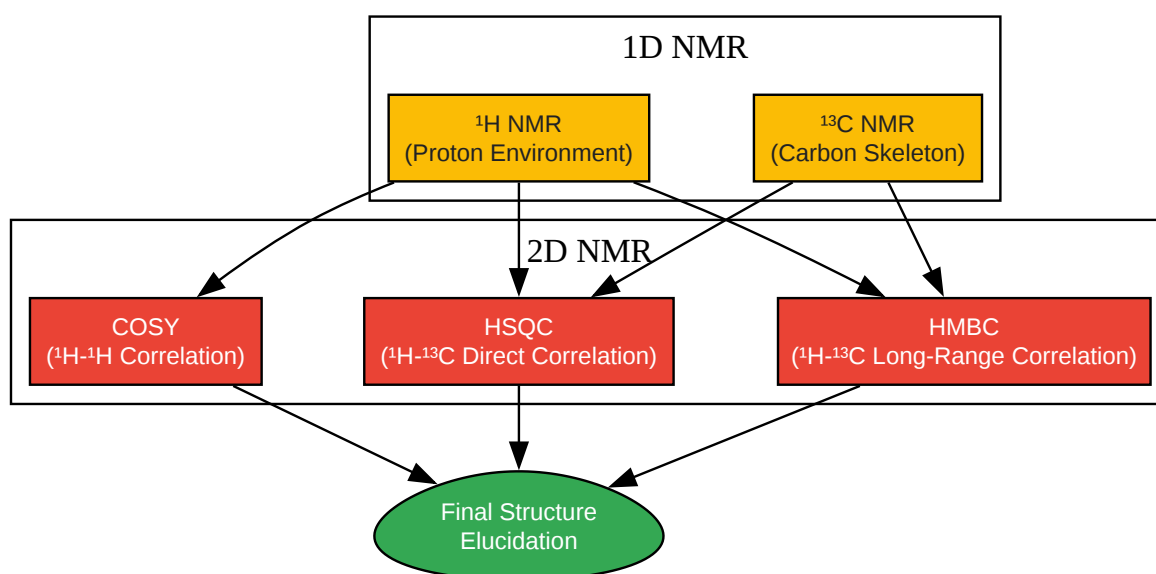 1D NMR
¹H NMR
(Proton Environment)
¹³C NMR
(Carbon Skeleton)
2D NMR
COSY
(¹H-¹H Correlation)
HSQC
(¹H-¹³C Direct Correlation)
HMBC
(¹H-¹³C Long-Range Correlation)
Final Structure
Elucidation